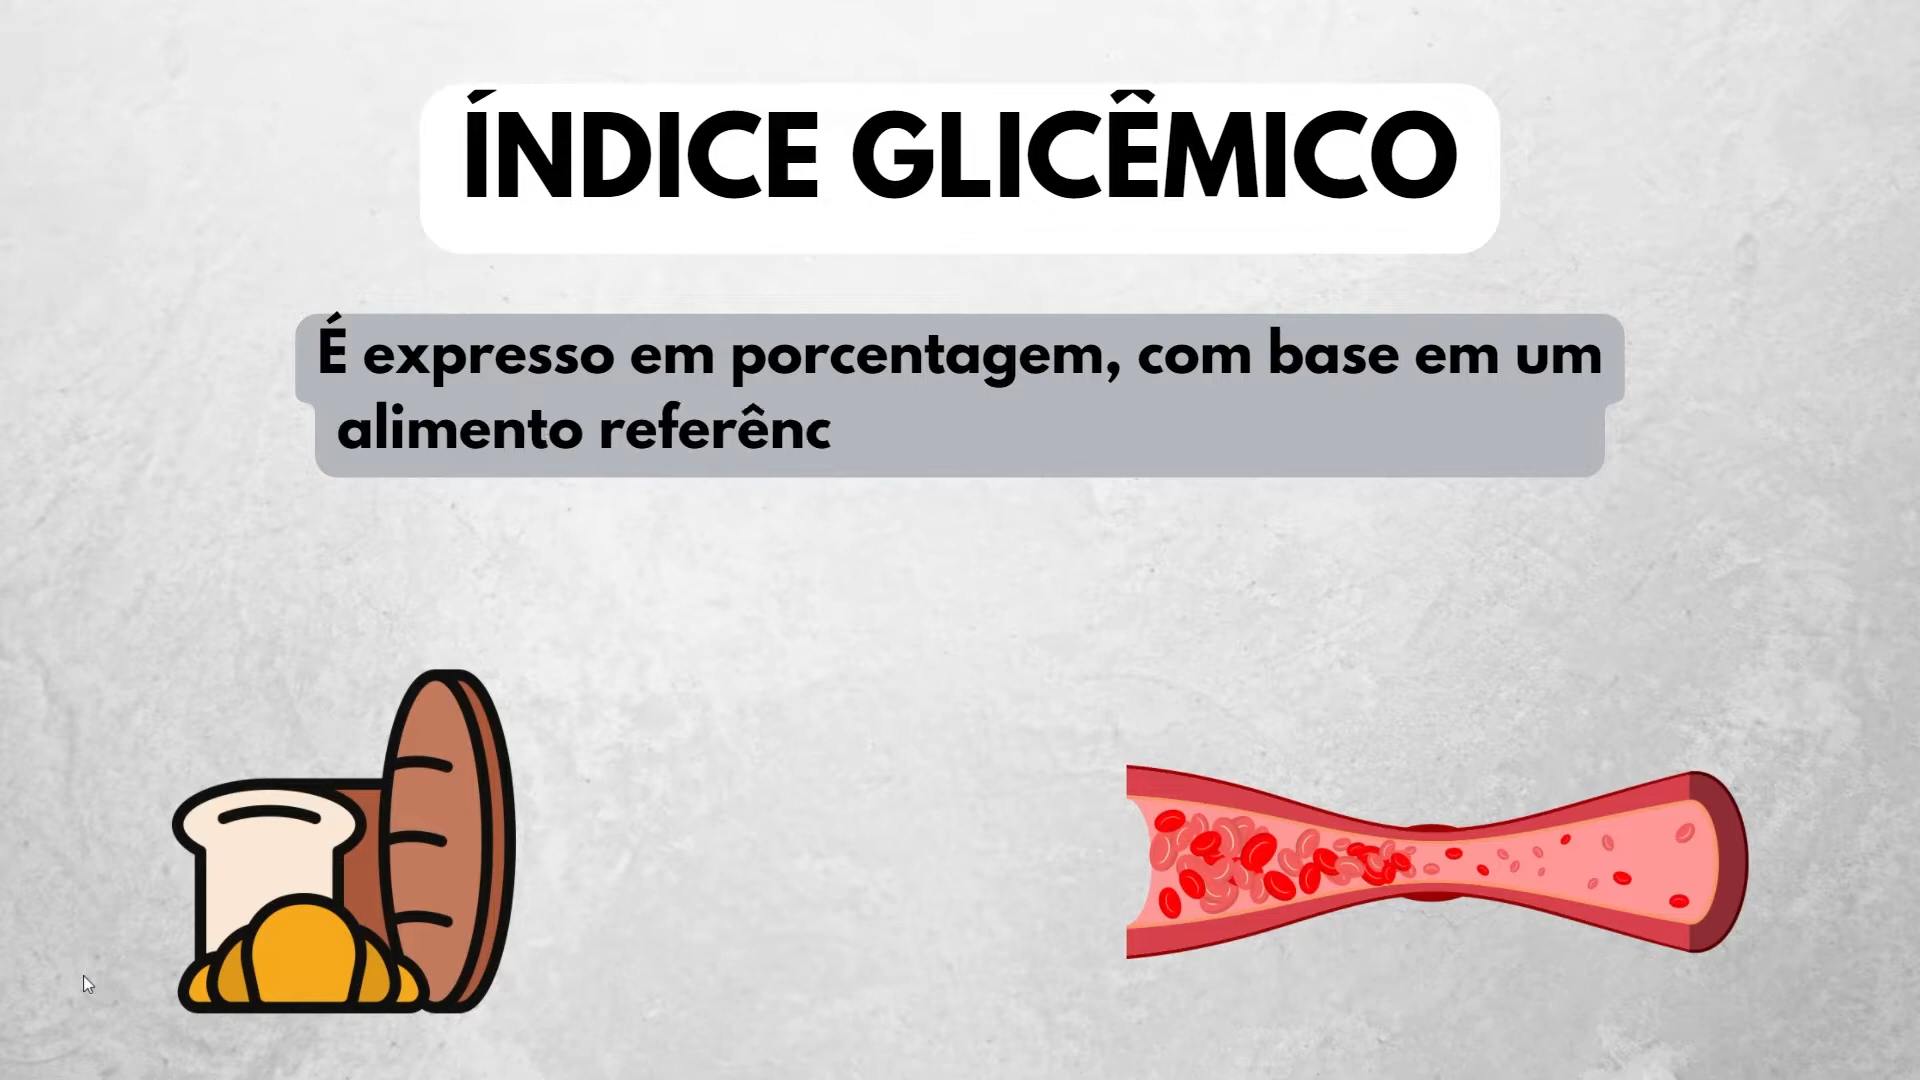 ÍNDICE GLICÊMICO
É expresso em porcentagem, com base em um
alimento referênc